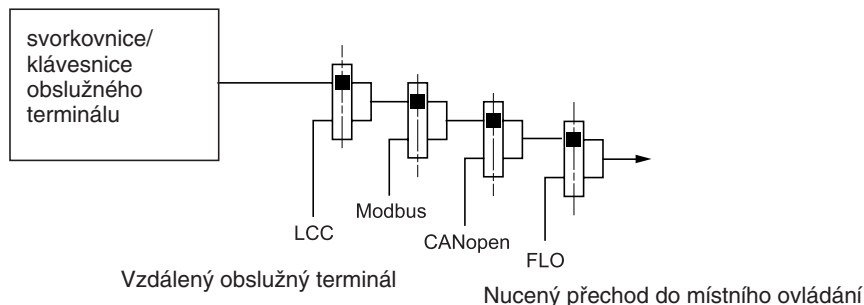 svorkovnice/
klávesnice
obslužného
terminálu
LCC
Modbus
CANopen
FLO
Vzdálený obslužný terminál
Nucený přechod do místního ovládání